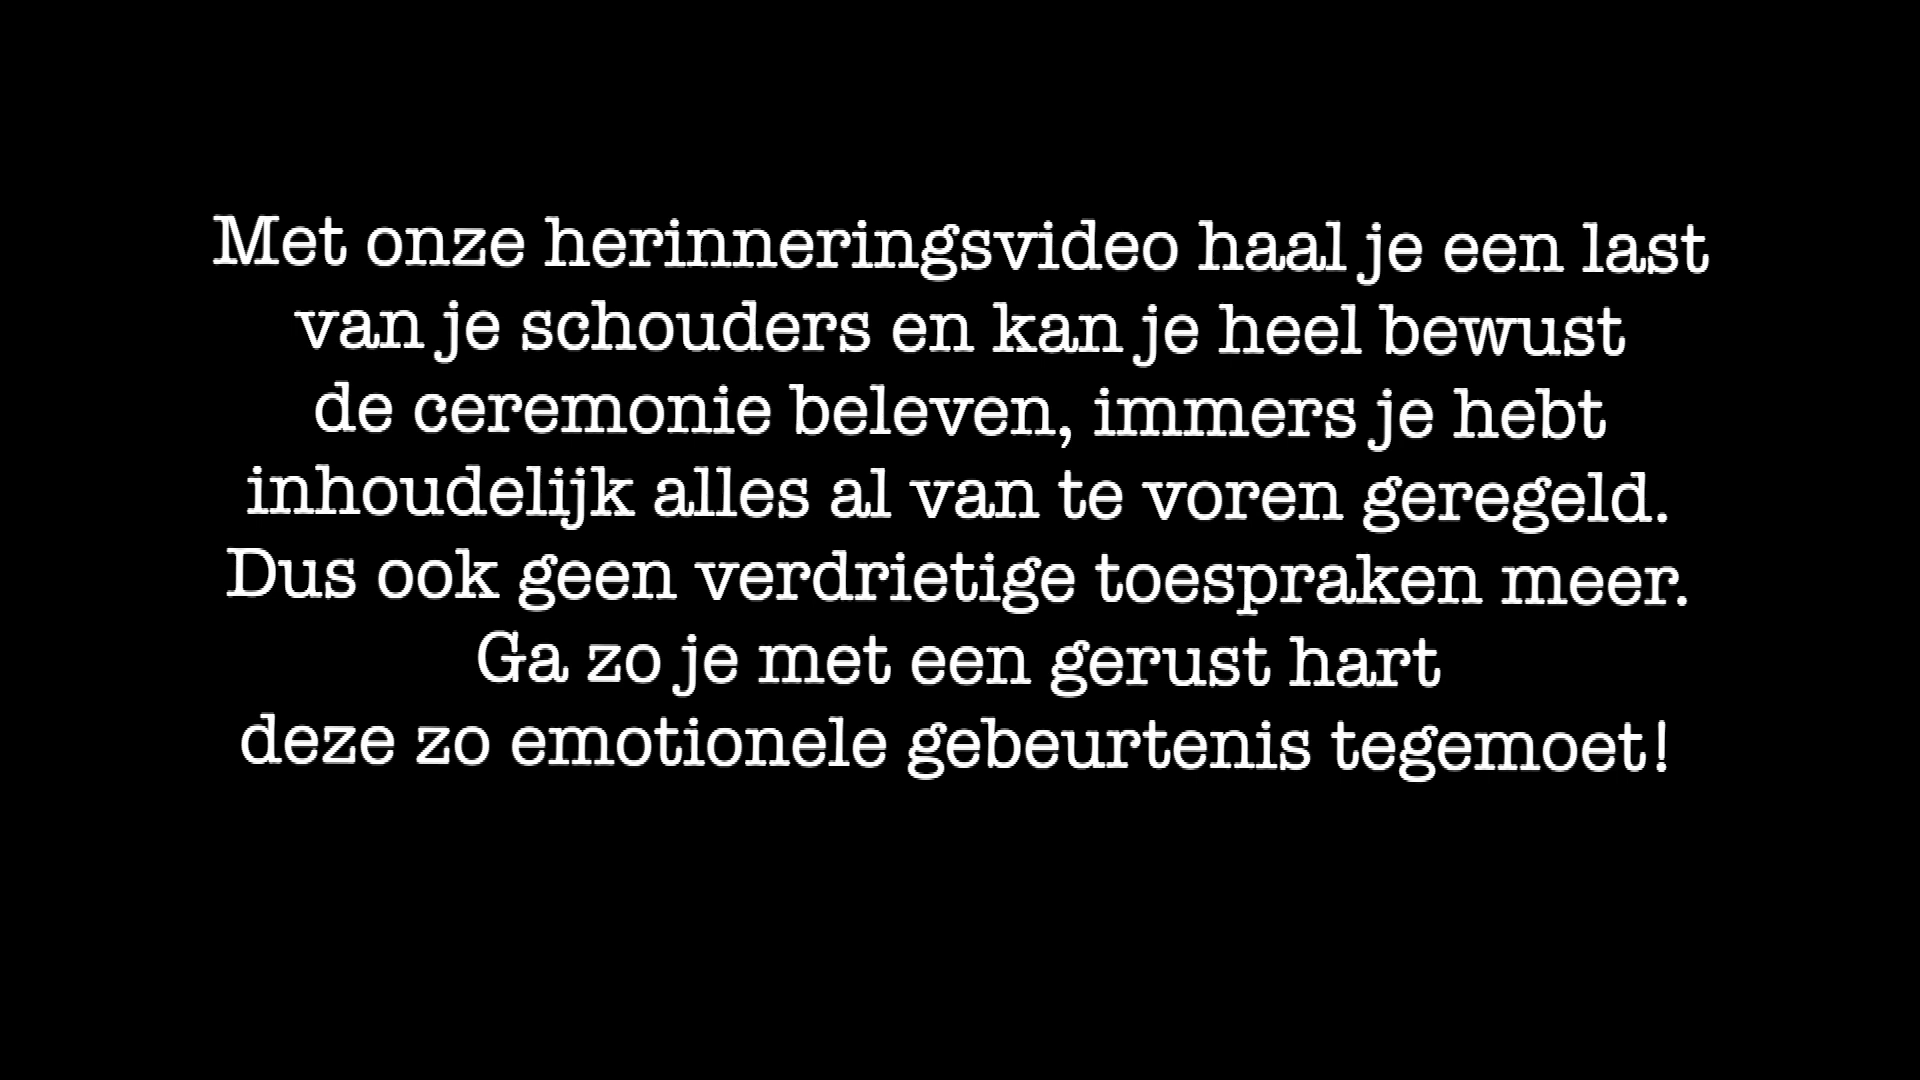 Met onze herinneringsvideo haal je een last
van je schouders en kan je heel bewust
de ceremonie beleven, immers je hebt
inhoudelijk alles al van te voren geregeld.
Dus ook geen verdrietige toespraken meer.
Ga zo je met een gerust hart
deze zo emotionele gebeurtenis tegemoet!